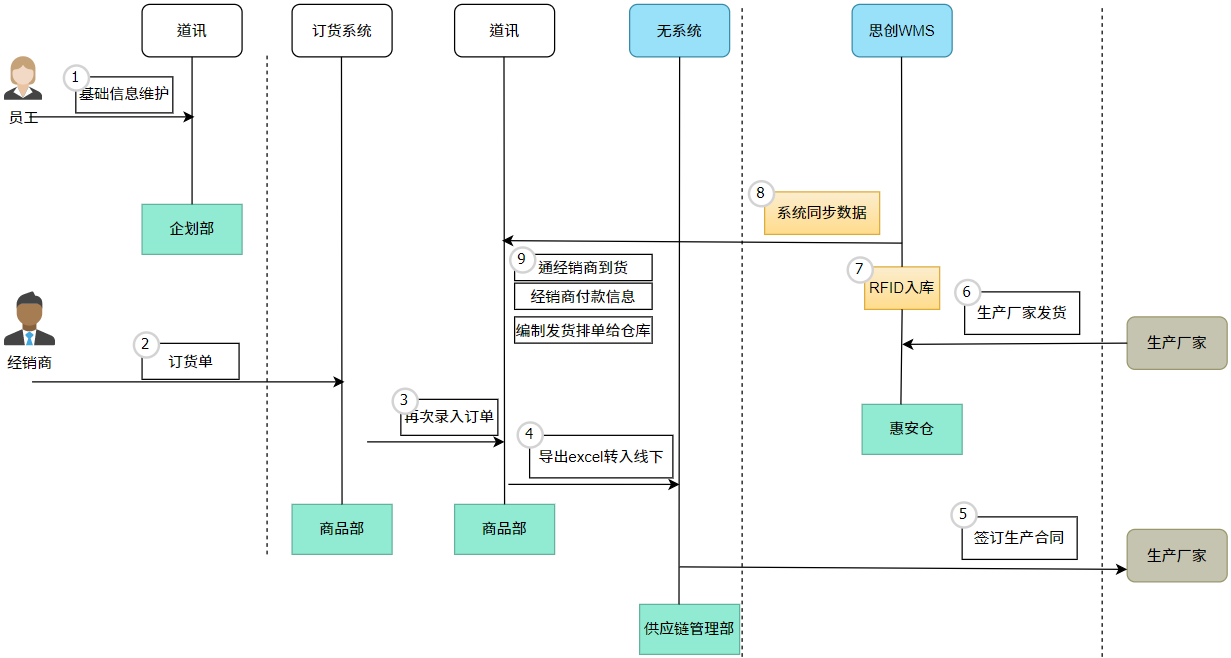 道讯
订货系统
道讯
无系统
思创WMS
1
基础信息维护
员工
企划部
8
系统同步数据
9
通经销商到货
经销商付款信息
编制发货排单给仓库
7
RFID入库
6
生产厂家发货
生产厂家
经销商
2
订货单
3
再次录入订单
4
导出excel转入线下
惠安仓
商品部
商品部
5
签订生产合同
生产厂家
供应链管理部